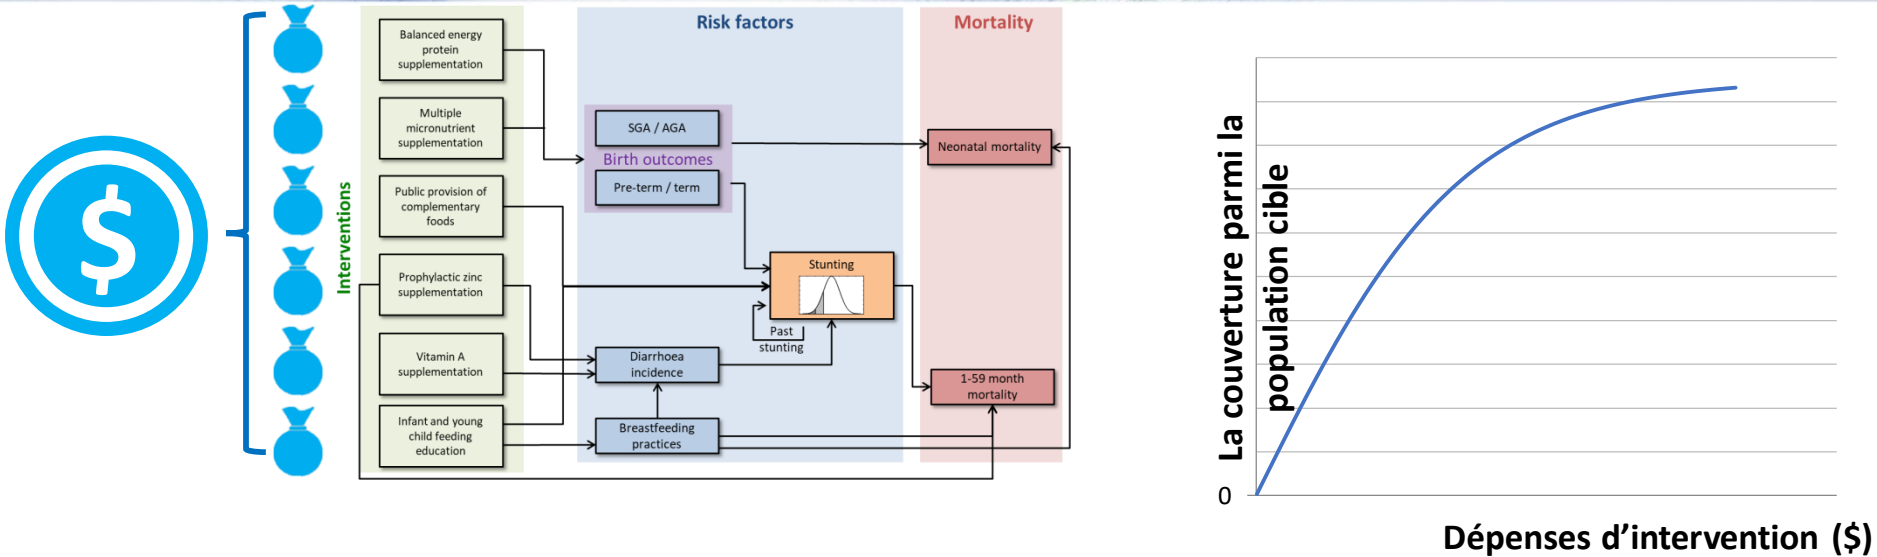 $
Interventions
Balanced energy
protein
supplementation
Multiple
micronutrient
supplementation
Public provision of
complementary
foods
Prophylactic zinc
supplementation
Vitamin A
supplementation
Infant and young
child feeding
education
Risk factors
SGA / AGA
Birth outcomes
Pre-term / term
Stunting
Past
stunting
Diarrhoea
incidence
Breastfeeding
practices
Mortality
Neonatal mortality
1-59 month
mortality
La couverture parmi la
population cible
0
Dépenses d’intervention ($)